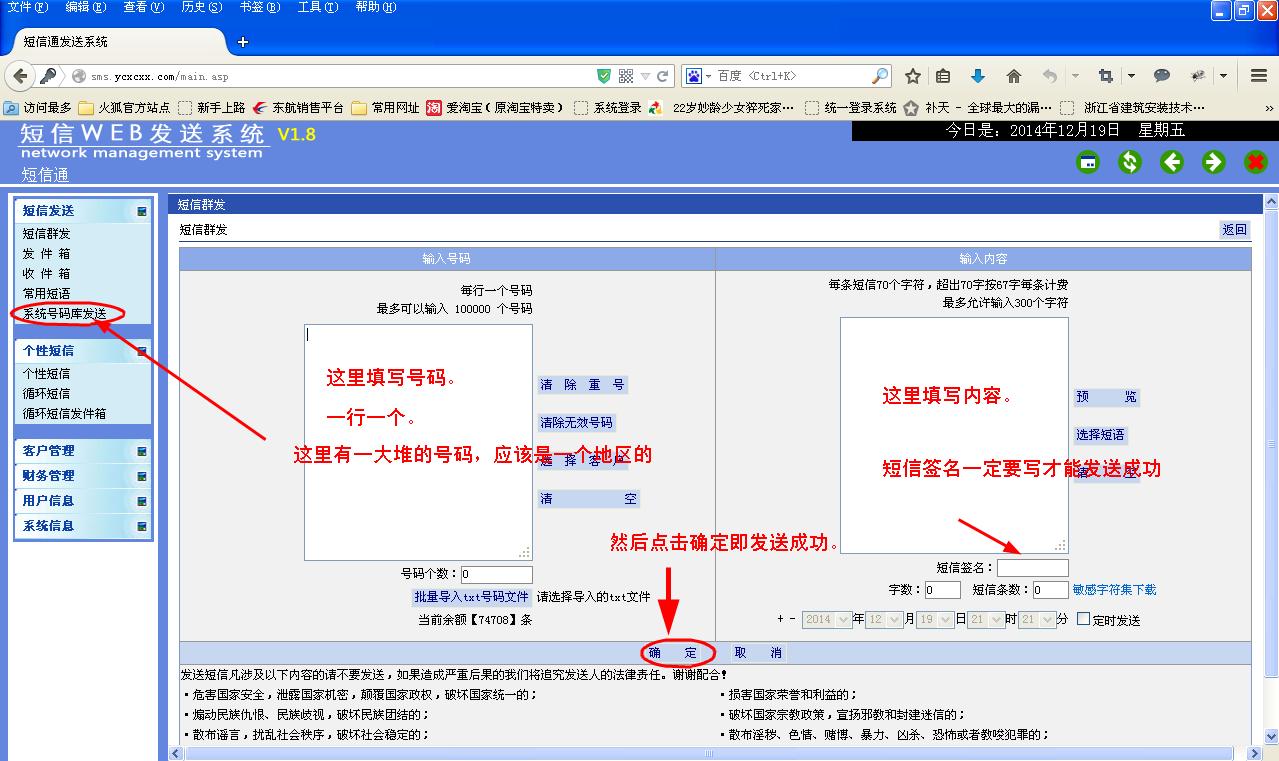 文件(F) 编辑(E) 查看(V) 历史(S) 书签(B) 工具(T) 帮助(H)
短信通发送系统 +
sms.ycxcxx.com/main.asp 百度 <Ctrl+K>
访问最多 火狐官方站点 新手上路 东航销售平台 常用网址 淘 爱淘宝(原淘宝特卖) 系统登录 22岁妙龄少女猝死家… 统一登录系统 补天 - 全球最大的漏… 浙江省建筑安装技术… »
短信WEB发送系统 V1.8
network management system
短信通
今日是：2014年12月19日 星期五
短信发送
短信群发
发 件 箱
收 件 箱
常用短语
系统号码库发送
个性短信
个性短信
循环短信
循环短信发件箱
客户管理
财务管理
用户信息
系统信息
短信群发
短信群发 返回
输入号码
每行一个号码
最多可以输入 100000 个号码
这里填写号码。
一行一个。
这里有一大堆的号码，应该是一个地区的
清 除 重 号
清除无效号码
选 择 客 户
清 空
号码个数：0
批量导入txt号码文件 请选择导入的txt文件
当前余额【74708】条
输入内容
每条短信70个字符，超出70字按67字每条计费
最多允许输入300个字符
这里填写内容。
短信签名一定要写才能发送成功
预 览
选择短语
清 空
然后点击确定即发送成功。
短信签名：
字数：0 短信条数：0 敏感字符集下载
+ - 2014年12月19日21时21分 定时发送
确 定 取 消
发送短信凡涉及以下内容的请不要发送，如果造成严重后果的我们将追究发送人的法律责任。谢谢配合！
·危害国家安全，泄露国家机密，颠覆国家政权，破坏国家统一的； ·损害国家荣誉和利益的；
·煽动民族仇恨、民族歧视，破坏民族团结的； ·破坏国家宗教政策，宣扬邪教和封建迷信的；
·散布谣言，扰乱社会秩序，破坏社会稳定的； ·散布淫秽、色情、赌博、暴力、凶杀、恐怖或者教唆犯罪的；